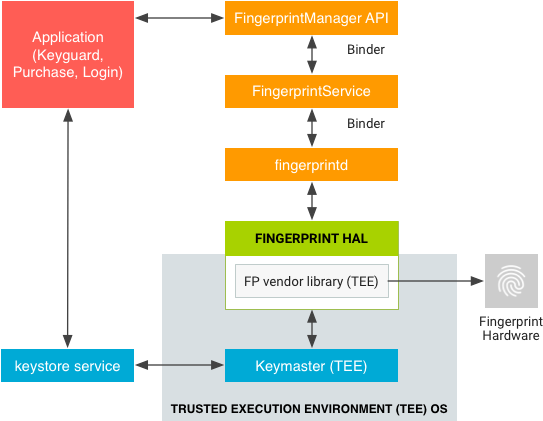 Application
(Keyguard,
Purchase, Login)
FingerprintManager API
Binder
FingerprintService
Binder
fingerprintd
FINGERPRINT HAL
FP vendor library (TEE)
Fingerprint
Hardware
keystore service
Keymaster (TEE)
TRUSTED EXECUTION ENVIRONMENT (TEE) OS